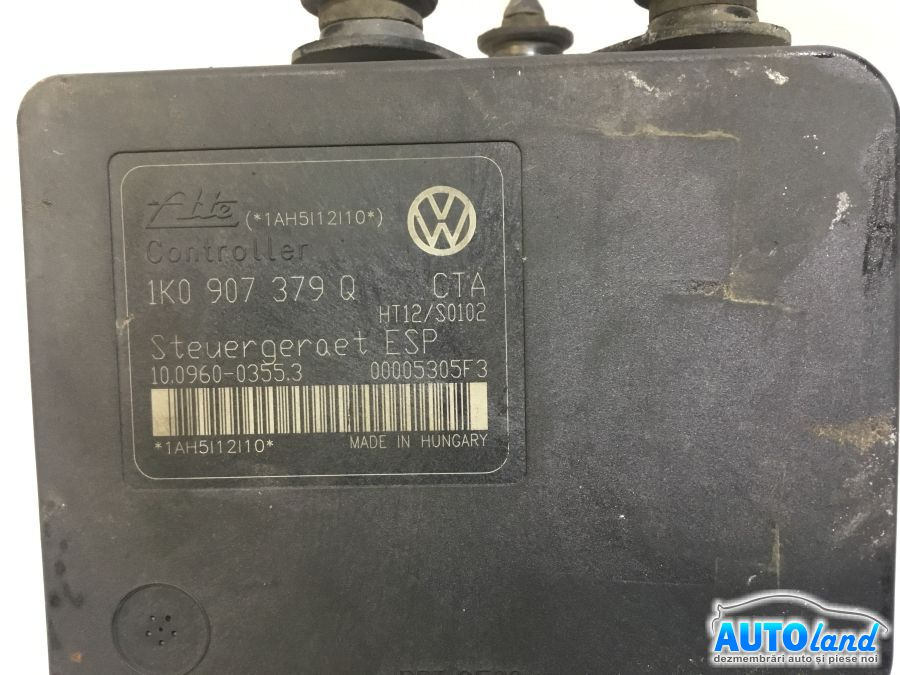 Ate (*1AH5I12I10*)
Controller
1K0 907 379 Q CTA
HT12/S0102
Steuergeraet ESP
10.0960-0355.3 00005305F3
*1AH5I12I10* MADE IN HUNGARY
AUTOland
dezmembrări auto și piese noi